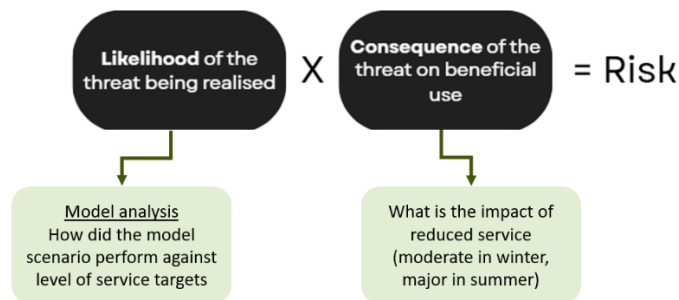 Likelihood of the
threat being realised
X
Consequence of the
threat on beneficial
use
= Risk
Model analysis
How did the model
scenario perform against
level of service targets
What is the impact of
reduced service
(moderate in winter,
major in summer)